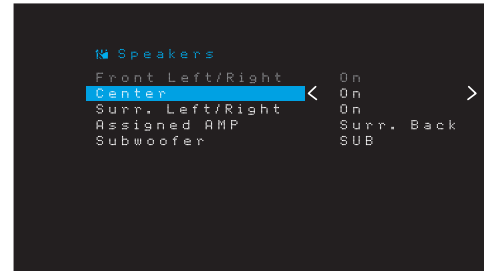 Speakers
Front Left/Right On
Center < On >
Surr. Left/Right On
Assigned AMP Surr. Back
Subwoofer SUB